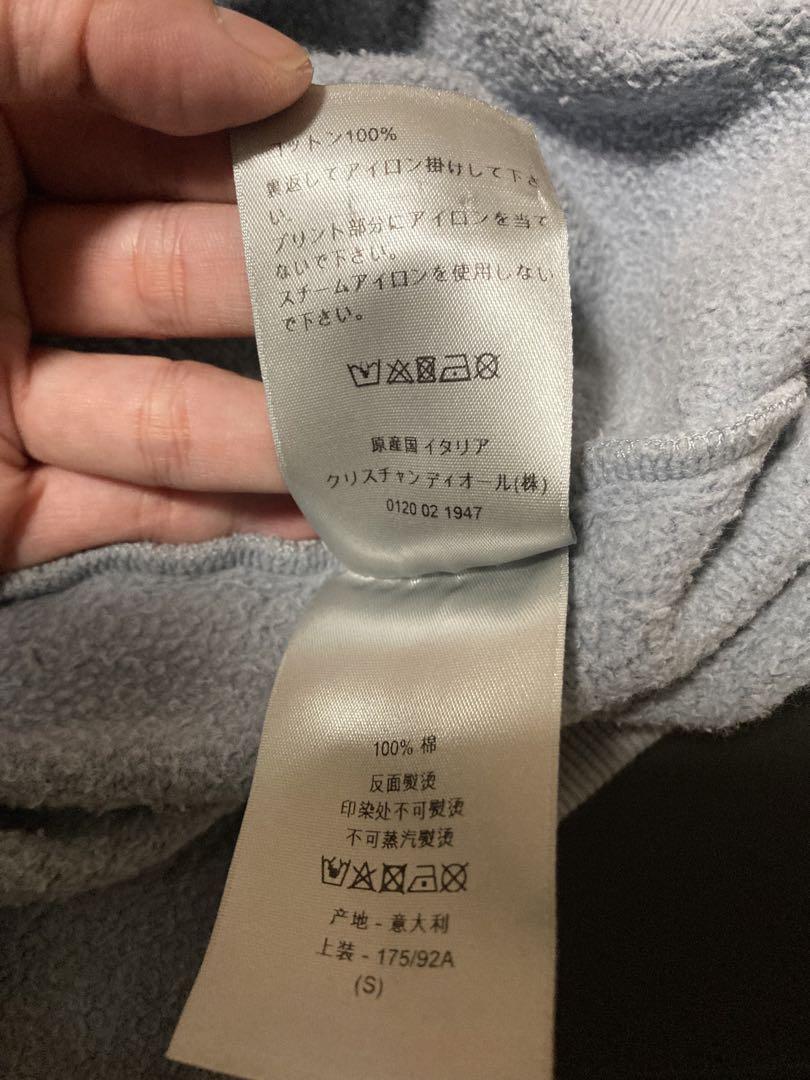 コットン100%
裏返してアイロン掛けして下さ
い。
プリント部分にアイロンを当て
ないで下さい。
スチームアイロンを使用しない
で下さい。
原産国イタリア
クリスチャンディオール(株)
0120 02 1947
100% 棉
反面熨烫
印染处不可熨烫
不可蒸汽熨烫
产地 - 意大利
上装 - 175/92A
(S)